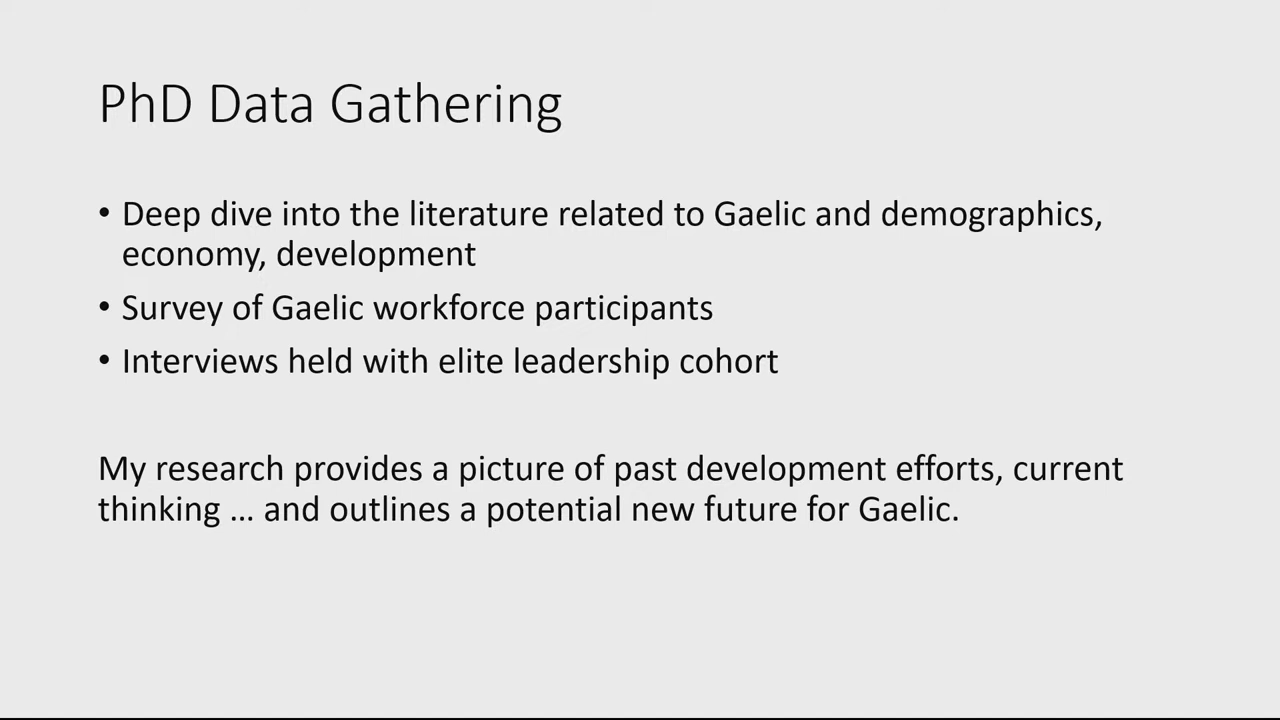 PhD Data Gathering
• Deep dive into the literature related to Gaelic and demographics,
economy, development
• Survey of Gaelic workforce participants
• Interviews held with elite leadership cohort
My research provides a picture of past development efforts, current
thinking … and outlines a potential new future for Gaelic.